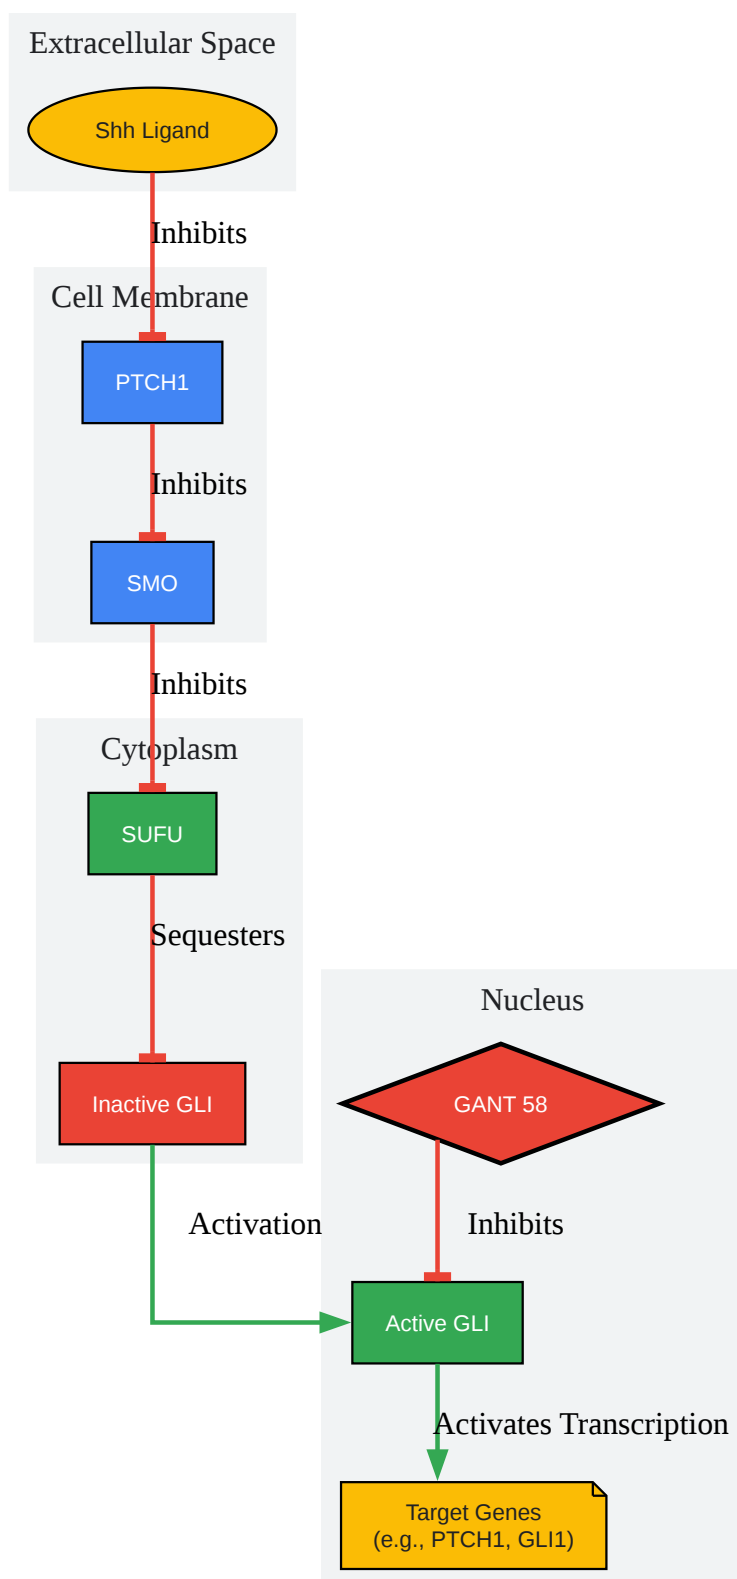 Extracellular Space
Shh Ligand
Inhibits
Cell Membrane
PTCH1
Inhibits
SMO
Inhibits
Cytoplasm
SUFU
Sequesters
Nucleus
Inactive GLI
GANT 58
Activation
Inhibits
Active GLI
Activates Transcription
Target Genes
(e.g., PTCH1, GLI1)